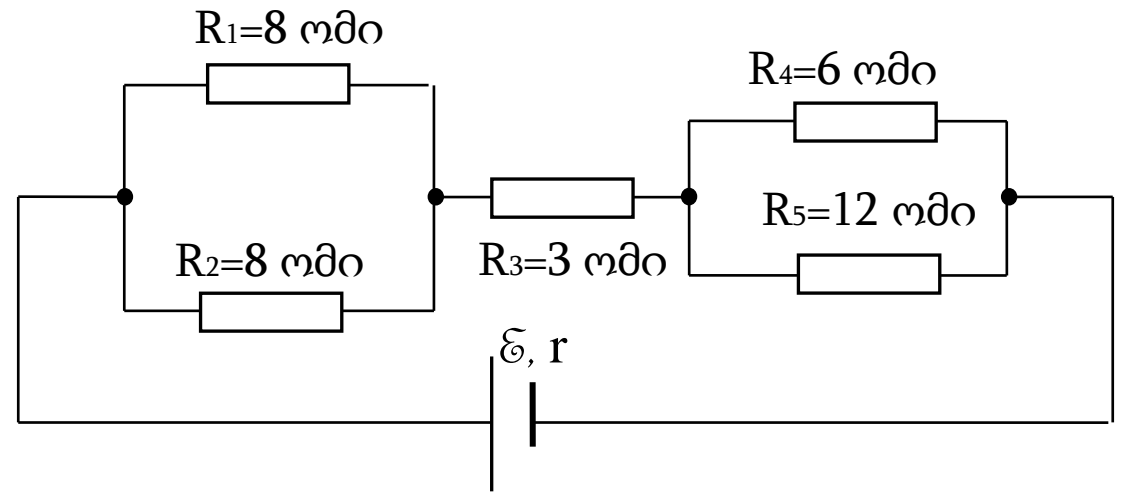 R₁=8 ომი
R₄=6 ომი
R₅=12 ომი
R₂=8 ომი
R₃=3 ომი
ℰ, r